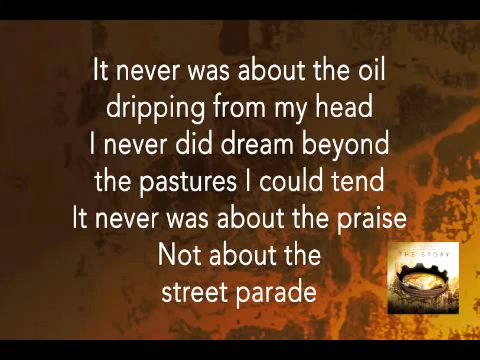 It never was about the oil
dripping from my head
I never did dream beyond
the pastures I could tend
It never was about the praise
Not about the
street parade
THE STORY